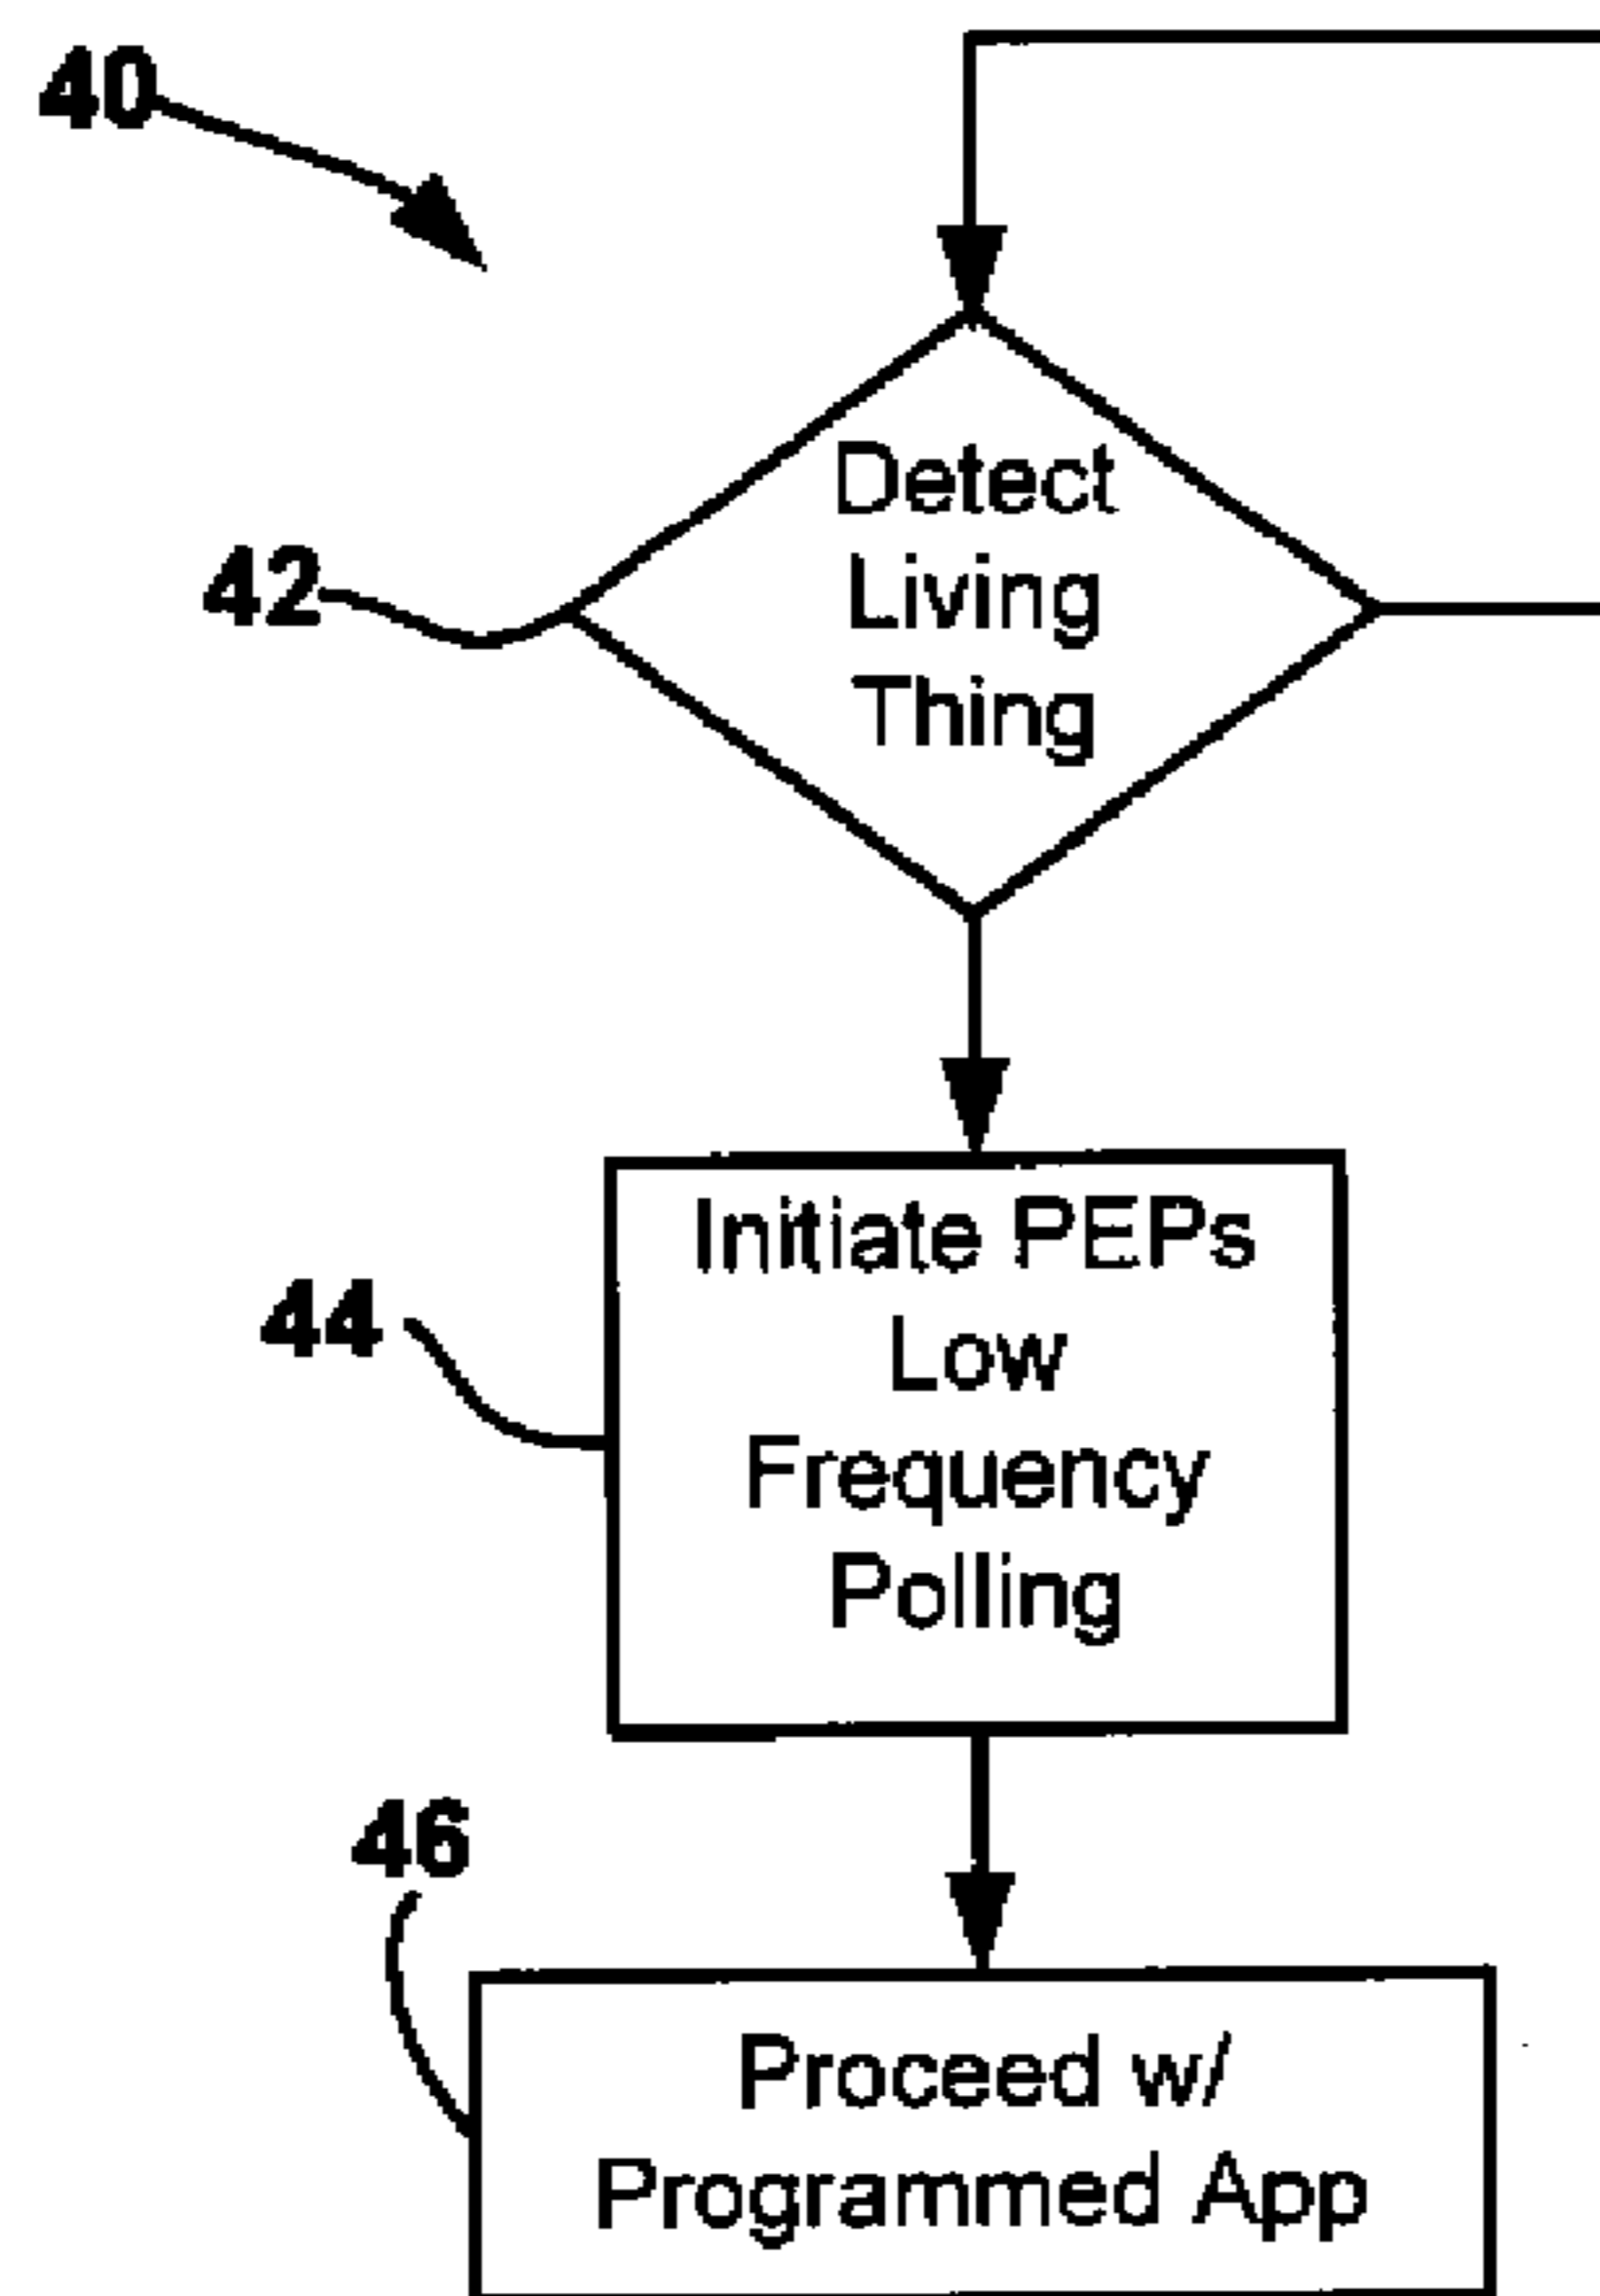 40
Detect
42
Living
Thing
Initiate PEPs
44
Low
Frequency
Polling
46
Proceed w/
Programmed App